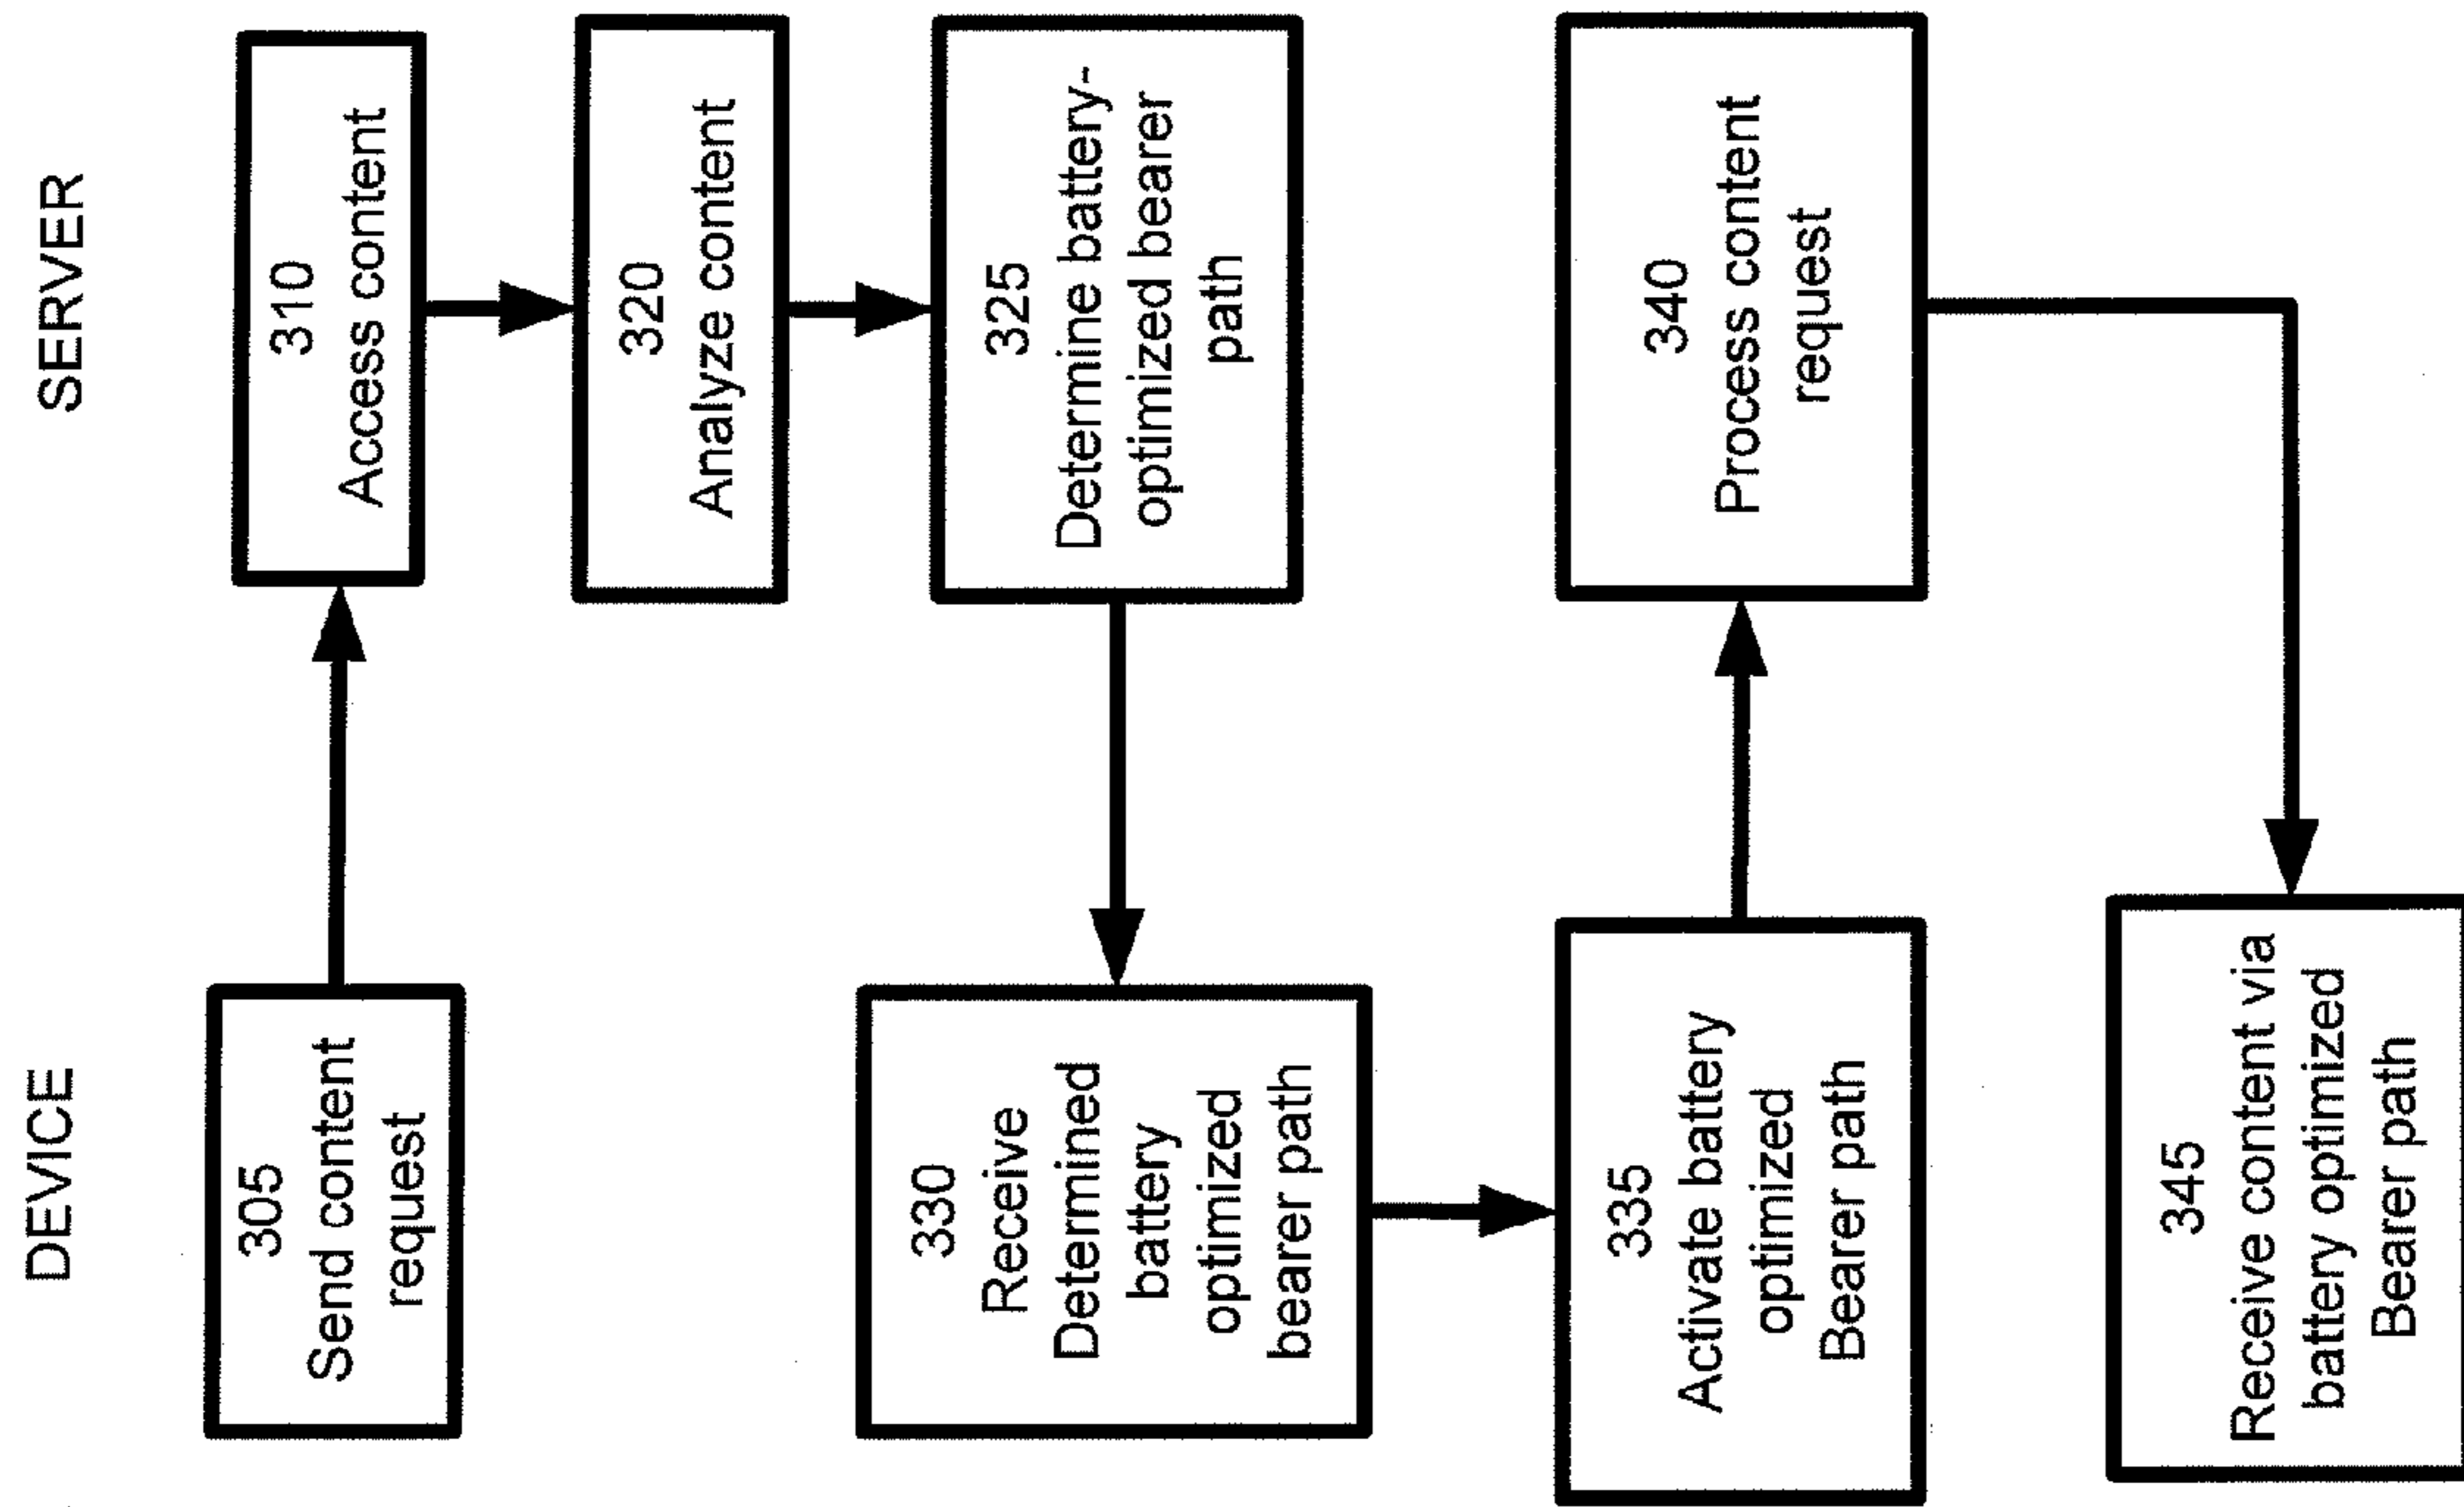 DEVICE
SERVER
305
Send content
request
310
Access content
320
Analyze content
325
Determine battery-
optimized bearer
path
330
Receive
Determined
battery
optimized
bearer path
335
Activate battery
optimized
Bearer path
340
Process content
request
345
Receive content via
battery optimized
Bearer path